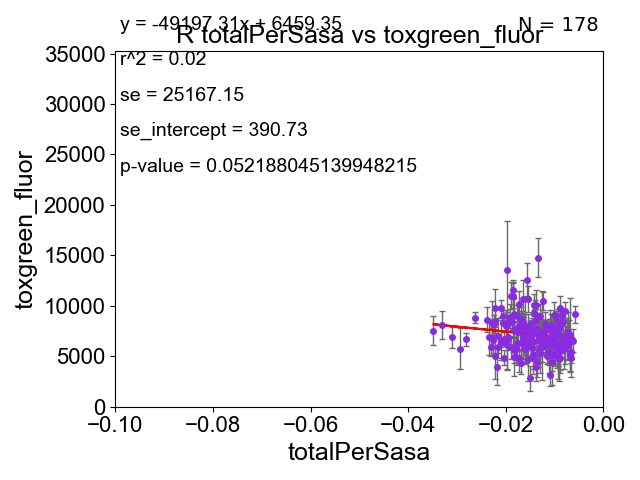 y = -49197.31x + 6459.35
N = 178
R totalPerSasa vs toxgreen_fluor
r^2 = 0.02
se = 25167.15
se_intercept = 390.73
p-value = 0.052188045139948215
35000
30000
25000
20000
15000
10000
5000
0
toxgreen_fluor
−0.10 −0.08 −0.06 −0.04 −0.02 0.00
totalPerSasa